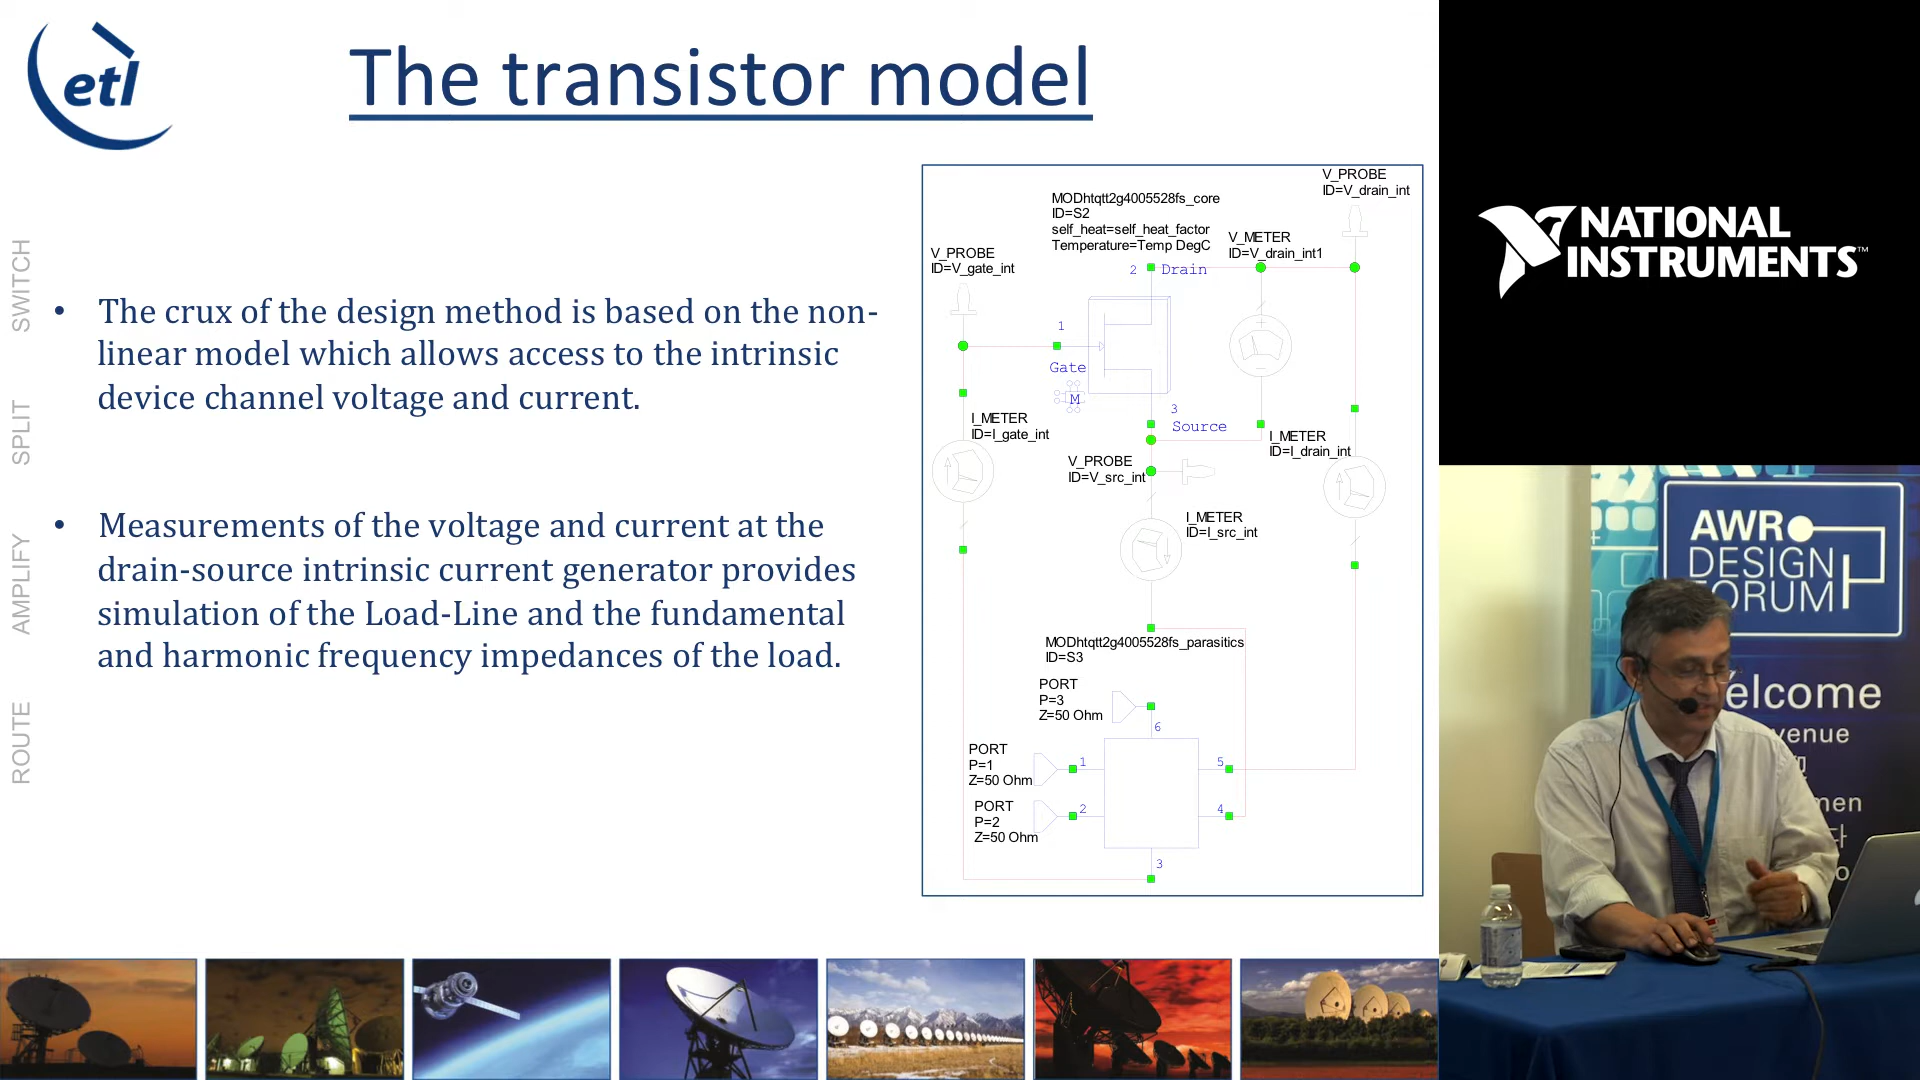 etl
The transistor model
SWITCH
SPLIT
AMPLIFY
ROUTE
• The crux of the design method is based on the non-
linear model which allows access to the intrinsic
device channel voltage and current.
• Measurements of the voltage and current at the
drain-source intrinsic current generator provides
simulation of the Load-Line and the fundamental
and harmonic frequency impedances of the load.
V_PROBE
ID=V_drain_int
MODhtqtt2g4005528fs_core
ID=S2
self_heat=self_heat_factor
Temperature=Temp DegC
V_METER
ID=V_drain_int1
V_PROBE
ID=V_gate_int
2 Drain
1
Gate
M
3
Source
I_METER
ID=I_gate_int
I_METER
ID=I_drain_int
V_PROBE
ID=V_src_int
I_METER
ID=I_src_int
MODhtqtt2g4005528fs_parasitics
ID=S3
PORT
P=3
Z=50 Ohm
6
PORT
P=1
Z=50 Ohm
1
5
PORT
P=2
Z=50 Ohm
2
4
3
NATIONAL
INSTRUMENTS™
AWR
DESIGN
FORUM
elcome
venue
men